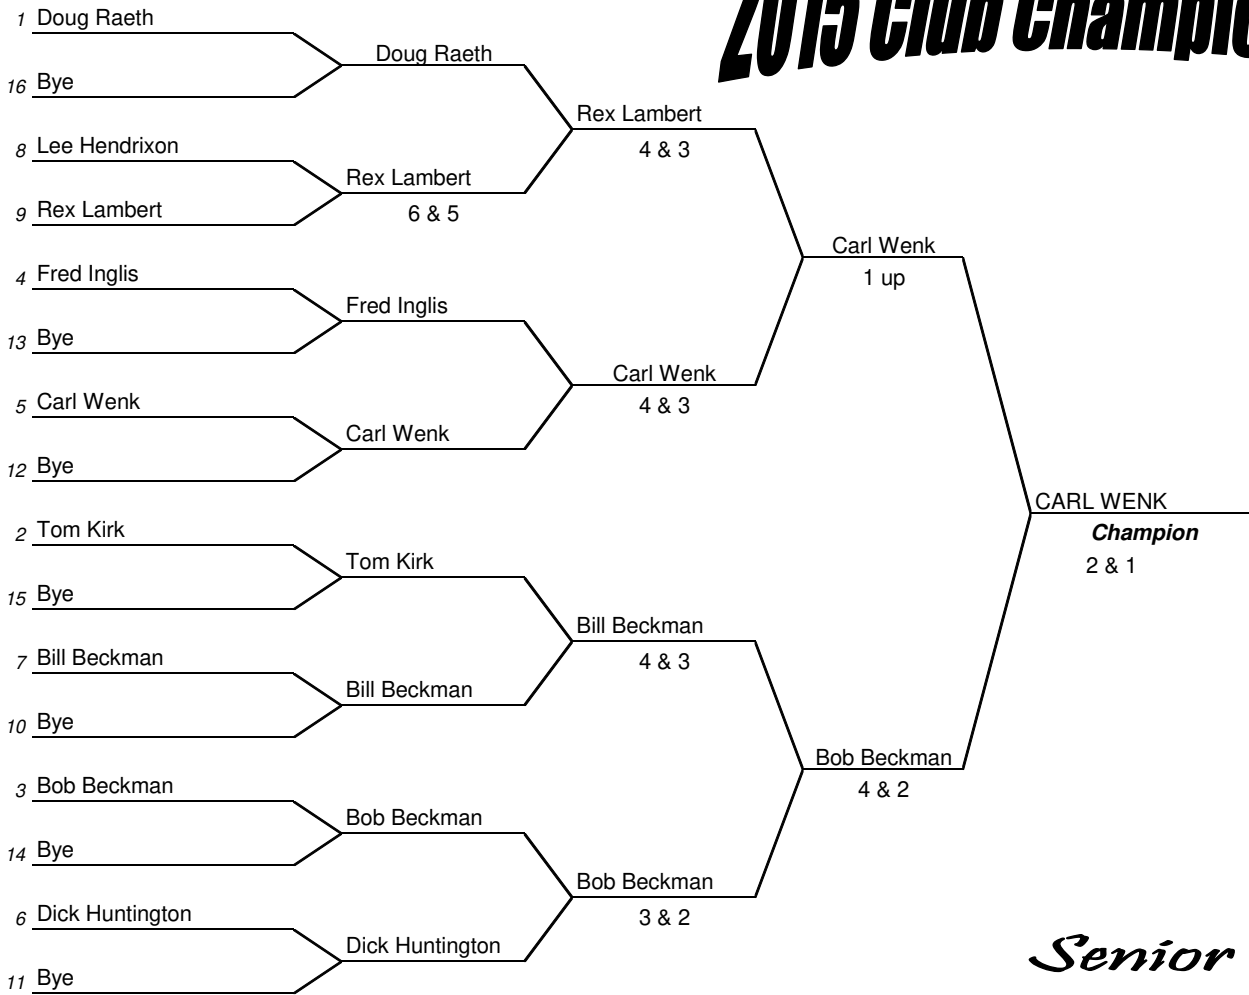 2015 Club
1 Doug Raeth
16 Bye
8 Lee Hendrixon
9 Rex Lambert
4 Fred Inglis
13 Bye
5 Carl Wenk
12 Bye
2 Tom Kirk
15 Bye
7 Bill Beckman
10 Bye
3 Bob Beckman
14 Bye
6 Dick Huntington
11 Bye
Doug Raeth
Rex Lambert
6 & 5
Fred Inglis
Carl Wenk
Tom Kirk
Bill Beckman
Bob Beckman
Dick Huntington
Rex Lambert
4 & 3
Carl Wenk
4 & 3
Bill Beckman
4 & 3
Bob Beckman
3 & 2
Carl Wenk
1 up
Bob Beckman
4 & 2
CARL WENK
Champion
2 & 1
Senior